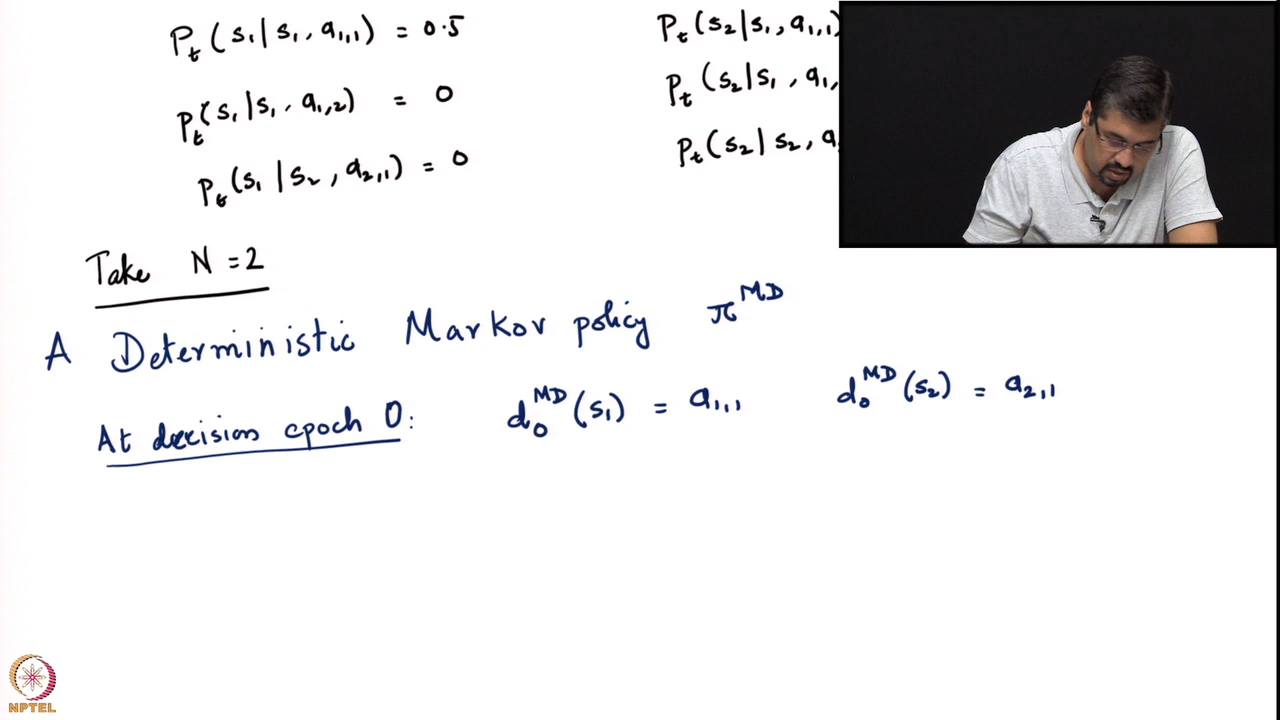 Pt(s1|s1, a1,1) = 0.5 Pt(s2|s1, a1,1)
Pt(s1|s1, a1,2) = 0 Pt(s2|s1, a1,
Pt(s1|s2, a2,1) = 0 Pt(s2|s2, a
Take N=2
A Deterministic Markov policy π^MD
At decision epoch 0: d0^MD(s1) = a1,1 d0^MD(s2) = a2,1
NPTEL